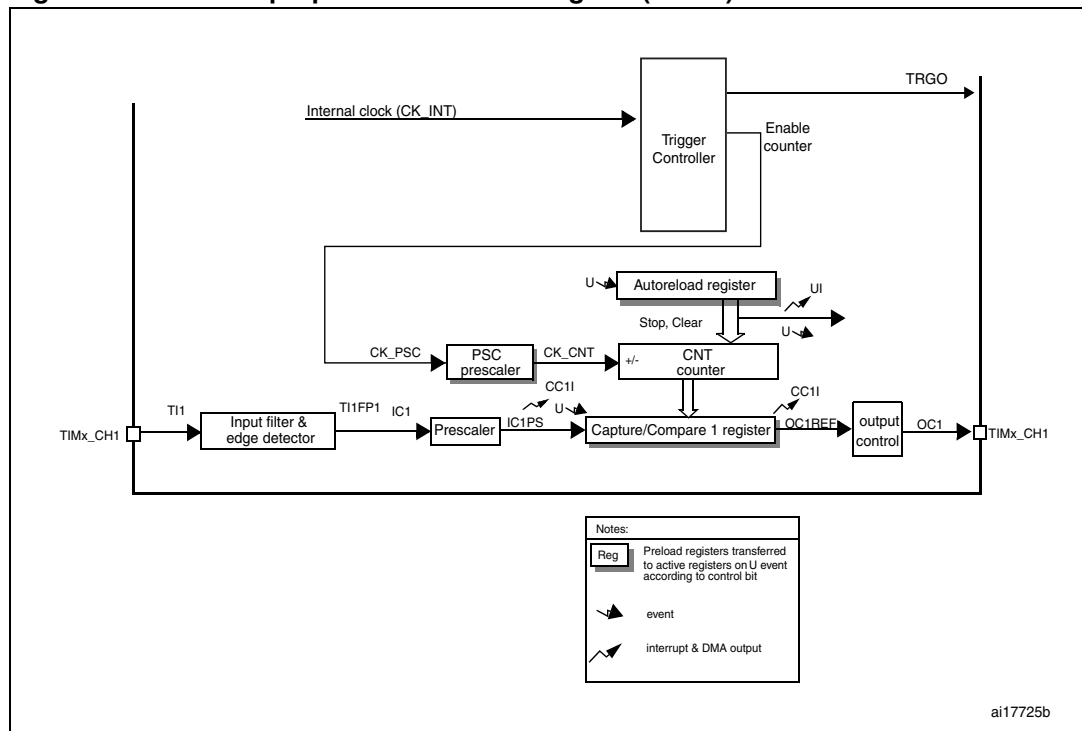 TRGO
Internal clock (CK_INT)
Enable
counter
Trigger
Controller
U
Autoreload register
UI
Stop, Clear
U
CK_PSC
PSC
prescaler
CK_CNT
+/-
CNT
counter
CC1I
CC1I
TI1
TI1FP1
IC1
U
TIMx_CH1
Input filter &
edge detector
Prescaler
IC1PS
Capture/Compare 1 register
OC1REF
output
control
OC1
TIMx_CH1
Notes:
Reg
Preload registers transferred
to active registers on U event
according to control bit
event
interrupt & DMA output
ai17725b